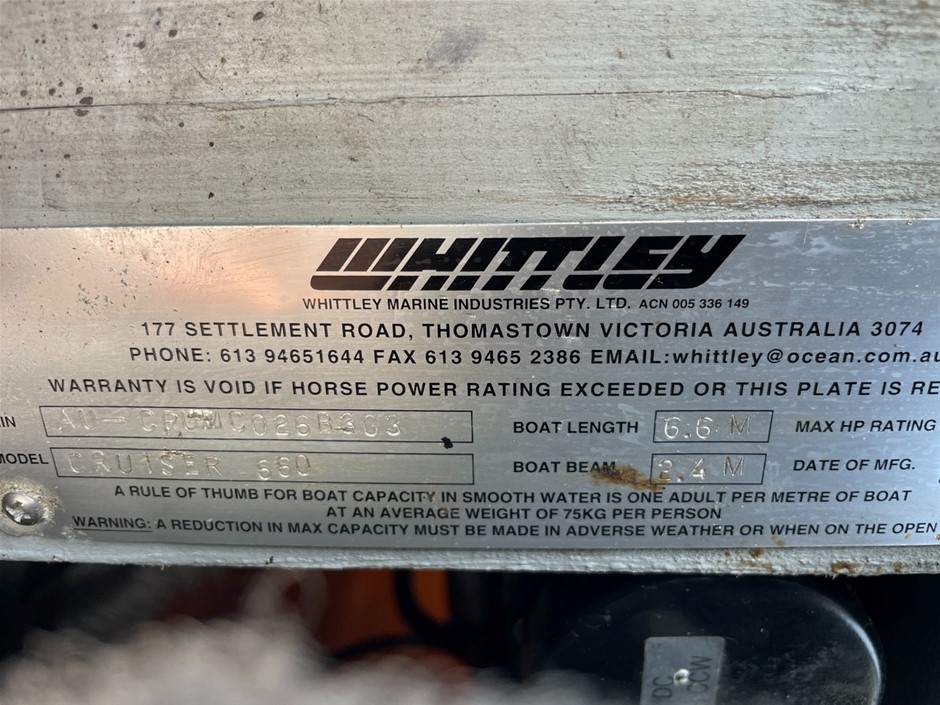 WHITTLEY
WHITTLEY MARINE INDUSTRIES PTY. LTD. ACN 005 336 149
177 SETTLEMENT ROAD, THOMASTOWN VICTORIA AUSTRALIA 3074
PHONE: 613 94651644 FAX 613 9465 2386 EMAIL:whittley@ocean.com.au
WARRANTY IS VOID IF HORSE POWER RATING EXCEEDED OR THIS PLATE IS RE
IN BOAT LENGTH 6.6 M MAX HP RATING
MODEL CRUISER 660 BOAT BEAM 2.4 M DATE OF MFG.
A RULE OF THUMB FOR BOAT CAPACITY IN SMOOTH WATER IS ONE ADULT PER METRE OF BOAT
AT AN AVERAGE WEIGHT OF 75KG PER PERSON
WARNING: A REDUCTION IN MAX CAPACITY MUST BE MADE IN ADVERSE WEATHER OR WHEN ON THE OPEN
DC
CCW